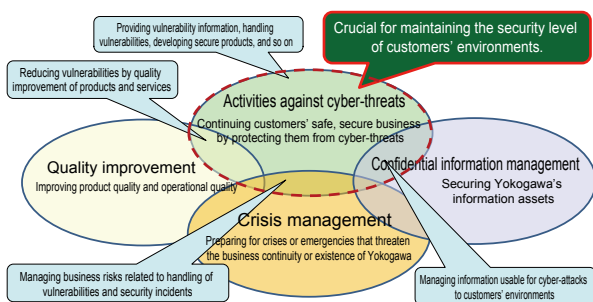 Providing vulnerability information, handling
vulnerabilities, developing secure products, and so on
Crucial for maintaining the security level
of customers’ environments.
Reducing vulnerabilities by quality
improvement of products and services
Activities against cyber-threats
Continuing customers’ safe, secure business
by protecting them from cyber-threats
Quality improvement
Improving product quality and operational quality
Confidential information management
Securing Yokogawa’s
information assets
Crisis management
Preparing for crises or emergencies that threaten
the business continuity or existence of Yokogawa
Managing business risks related to handling of
vulnerabilities and security incidents
Managing information usable for cyber-attacks
to customers’ environments